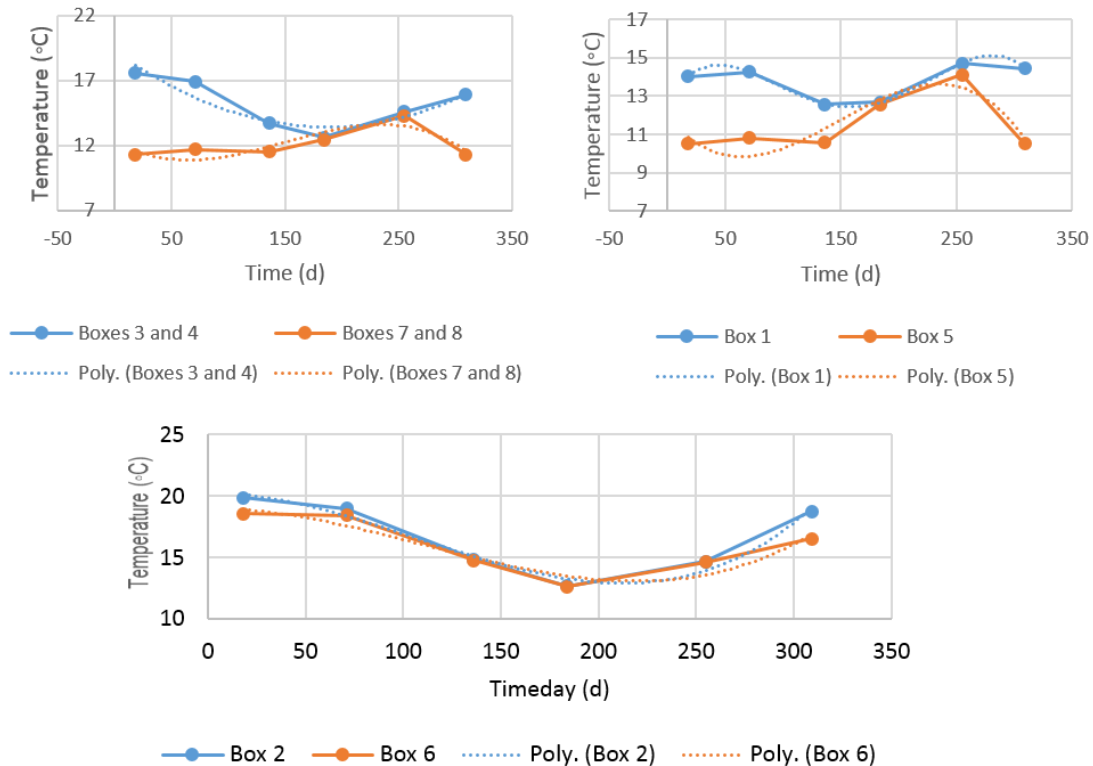 Temperature (°C)
22
17
12
7
-50 50 150 250 350
Time (d)
Boxes 3 and 4 Boxes 7 and 8
Poly. (Boxes 3 and 4) Poly. (Boxes 7 and 8)
Temperature (°C)
17
15
13
11
9
7
-50 50 150 250 350
Time (d)
Box 1 Box 5
Poly. (Box 1) Poly. (Box 5)
Temperature (°C)
25
20
15
10
0 50 100 150 200 250 300 350
Timeday (d)
Box 2 Box 6 Poly. (Box 2) Poly. (Box 6)